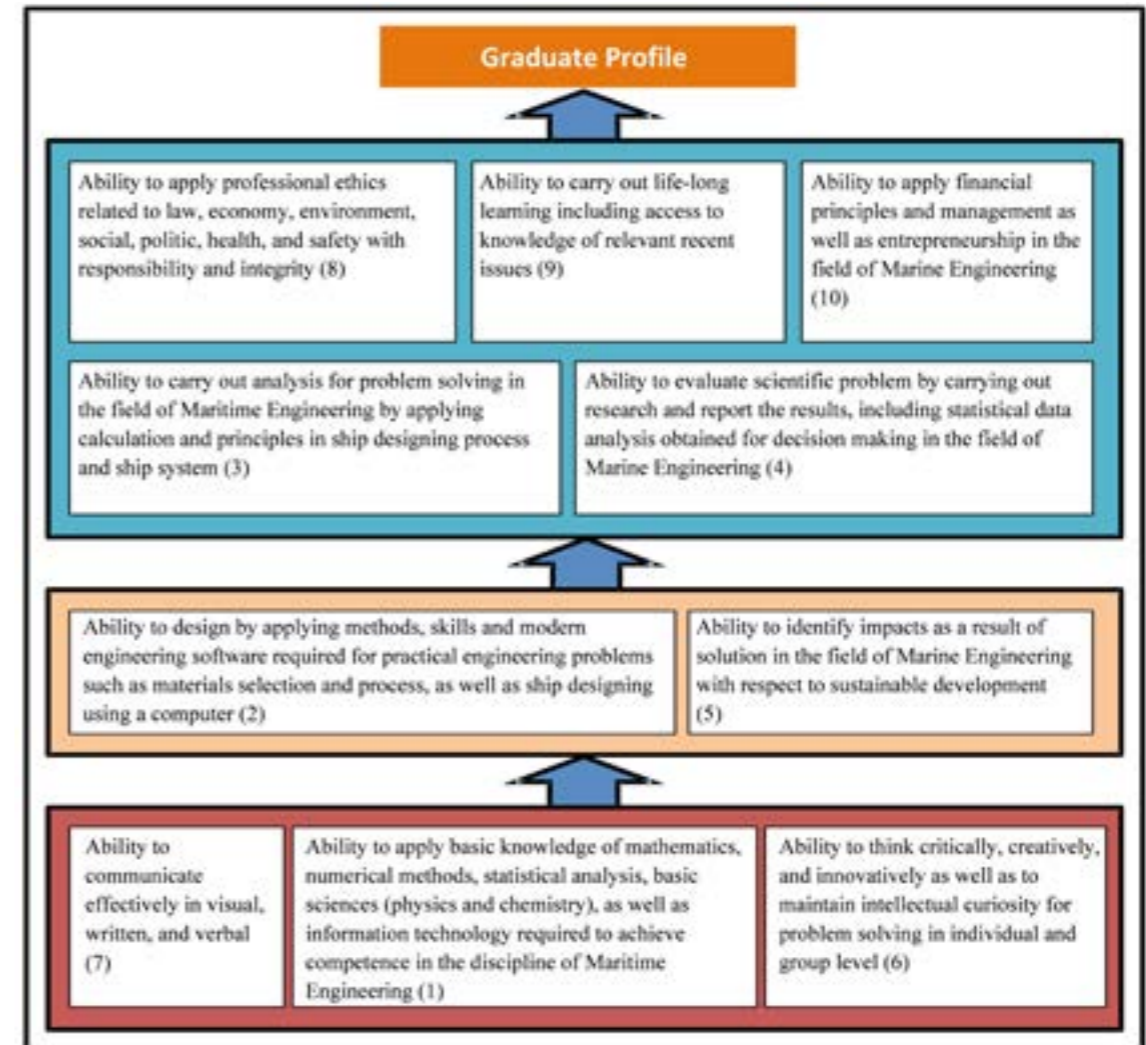 Graduate Profile
Ability to apply professional ethics
related to law, economy, environment,
social, politic, health, and safety with
responsibility and integrity (8)
Ability to carry out life-long
learning including access to
knowledge of relevant recent
issues (9)
Ability to apply financial
principles and management as
well as entrepreneurship in the
field of Marine Engineering
(10)
Ability to carry out analysis for problem solving in
the field of Maritime Engineering by applying
calculation and principles in ship designing process
and ship system (3)
Ability to evaluate scientific problem by carrying out
research and report the results, including statistical data
analysis obtained for decision making in the field of
Marine Engineering (4)
Ability to design by applying methods, skills and modern
engineering software required for practical engineering problems
such as materials selection and process, as well as ship designing
using a computer (2)
Ability to identify impacts as a result of
solution in the field of Marine Engineering
with respect to sustainable development
(5)
Ability to
communicate
effectively in visual,
written, and verbal
(7)
Ability to apply basic knowledge of mathematics,
numerical methods, statistical analysis, basic
sciences (physics and chemistry), as well as
information technology required to achieve
competence in the discipline of Maritime
Engineering (1)
Ability to think critically, creatively,
and innovatively as well as to
maintain intellectual curiosity for
problem solving in individual and
group level (6)